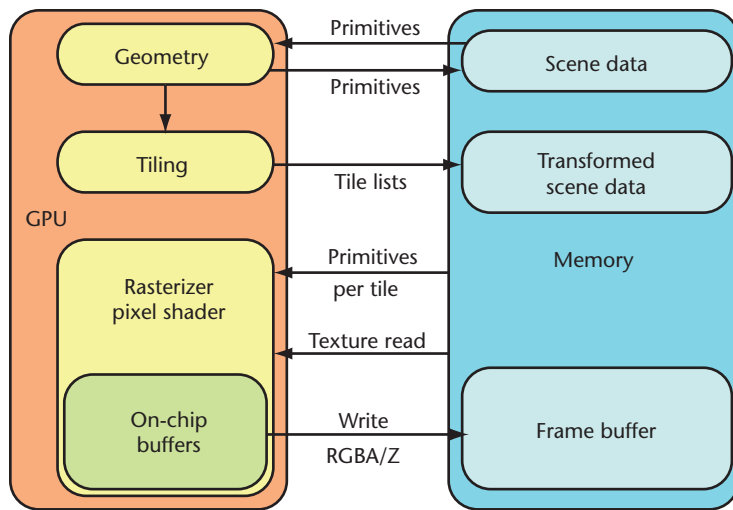 Primitives
Geometry
Scene data
Primitives
Tiling
Tile lists
Transformed
scene data
GPU
Primitives
per tile
Memory
Rasterizer
pixel shader
Texture read
On-chip
buffers
Write
RGBA/Z
Frame buffer